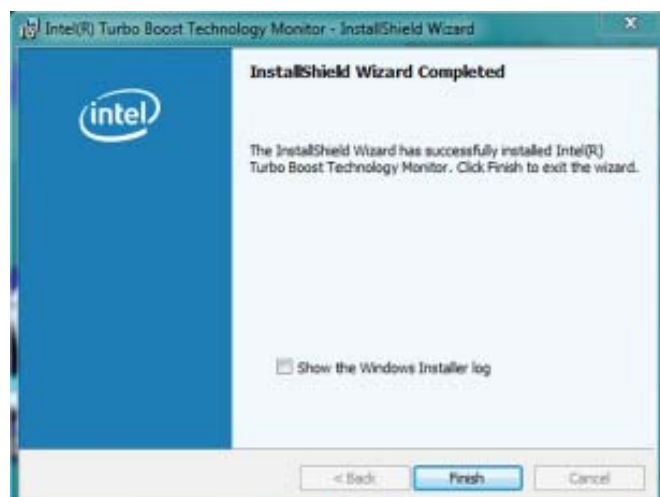 Intel(R) Turbo Boost Technology Monitor - InstallShield Wizard
InstallShield Wizard Completed
intel
The InstallShield Wizard has successfully installed Intel(R)
Turbo Boost Technology Monitor. Click Finish to exit the wizard.
Show the Windows Installer log
< Back
Finish
Cancel